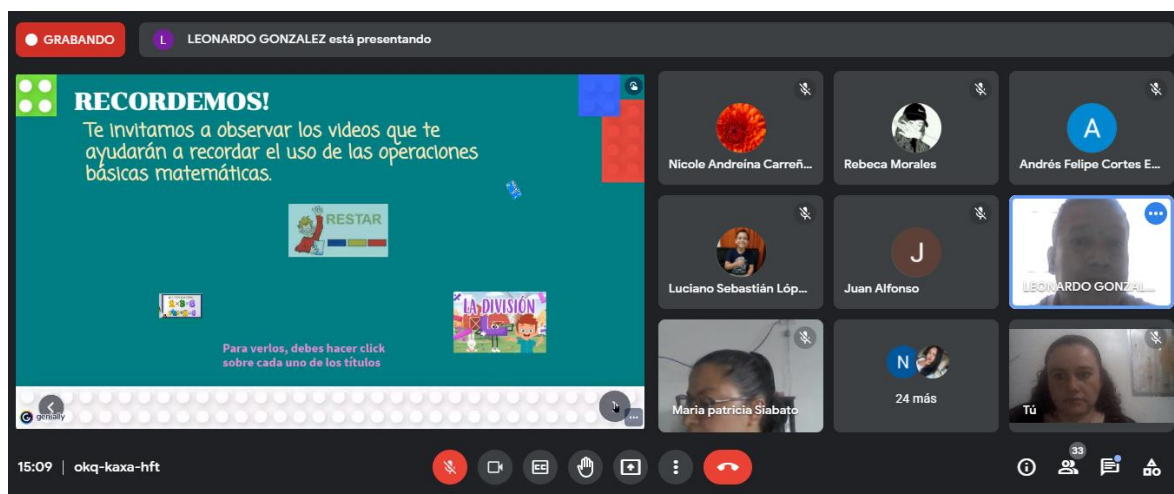 GRABANDO
L
LEONARDO GONZALEZ está presentando
RECORDEMOS!
Te invitamos a observar los videos que te
ayudarán a recordar el uso de las operaciones
básicas matemáticas.
RESTAR
LA DIVISIÓN
Para verlos, debes hacer click
sobre cada uno de los títulos
genially
Nicole Andreína Carreñ...
Rebeca Morales
A
Andrés Felipe Cortes E...
Luciano Sebastián Lóp...
J
Juan Alfonso
LEONARDO GONZAL...
Maria patricia Siabato
N
24 más
Tú
15:09 | okq-kaxa-hft
CC
33